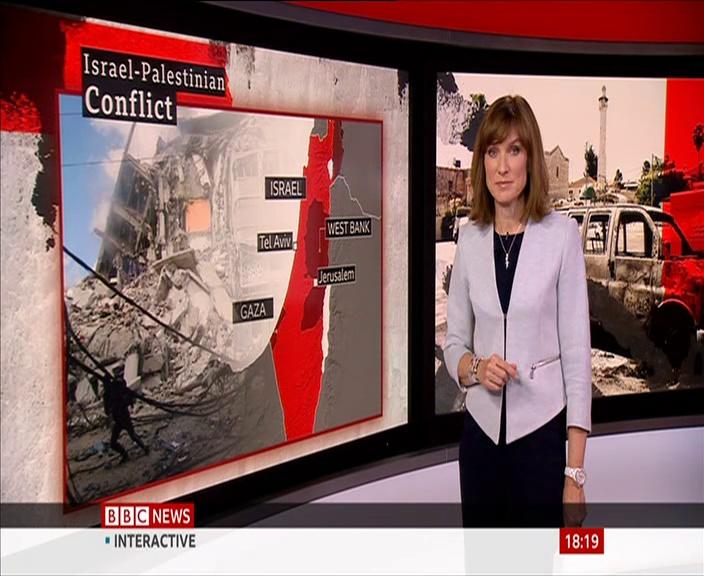 Israel-Palestinian
Conflict
ISRAEL
WEST BANK
Tel Aviv
Jerusalem
GAZA
BBC NEWS
INTERACTIVE
18:19